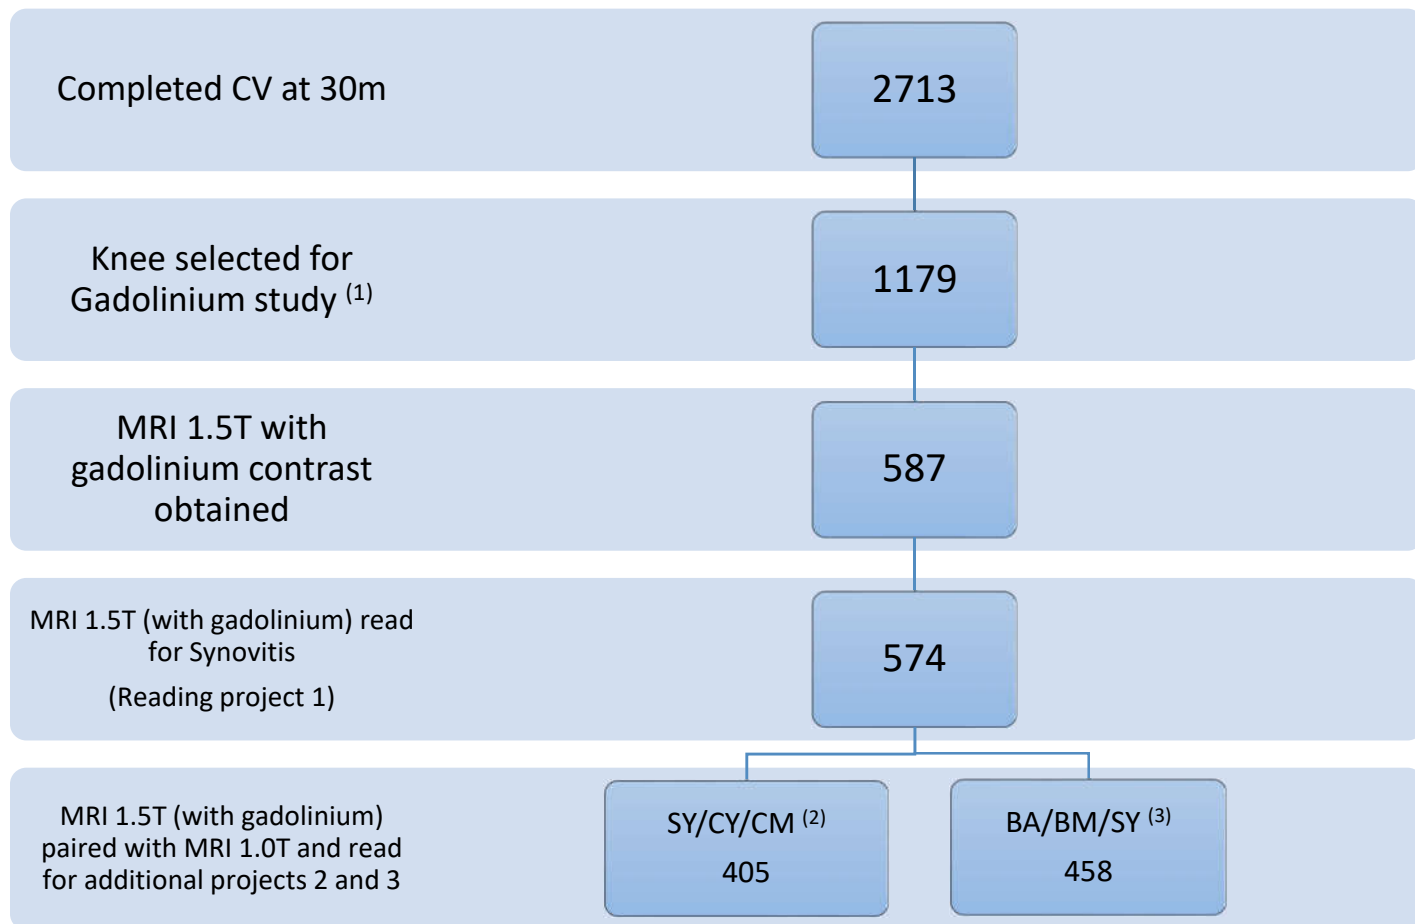 Completed CV at 30m
2713
Knee selected for
Gadolinium study (1)
1179
MRI 1.5T with
gadolinium contrast
obtained
587
MRI 1.5T (with gadolinium) read
for Synovitis
(Reading project 1)
574
MRI 1.5T (with gadolinium)
paired with MRI 1.0T and read
for additional projects 2 and 3
SY/CY/CM (2)
405
BA/BM/SY (3)
458